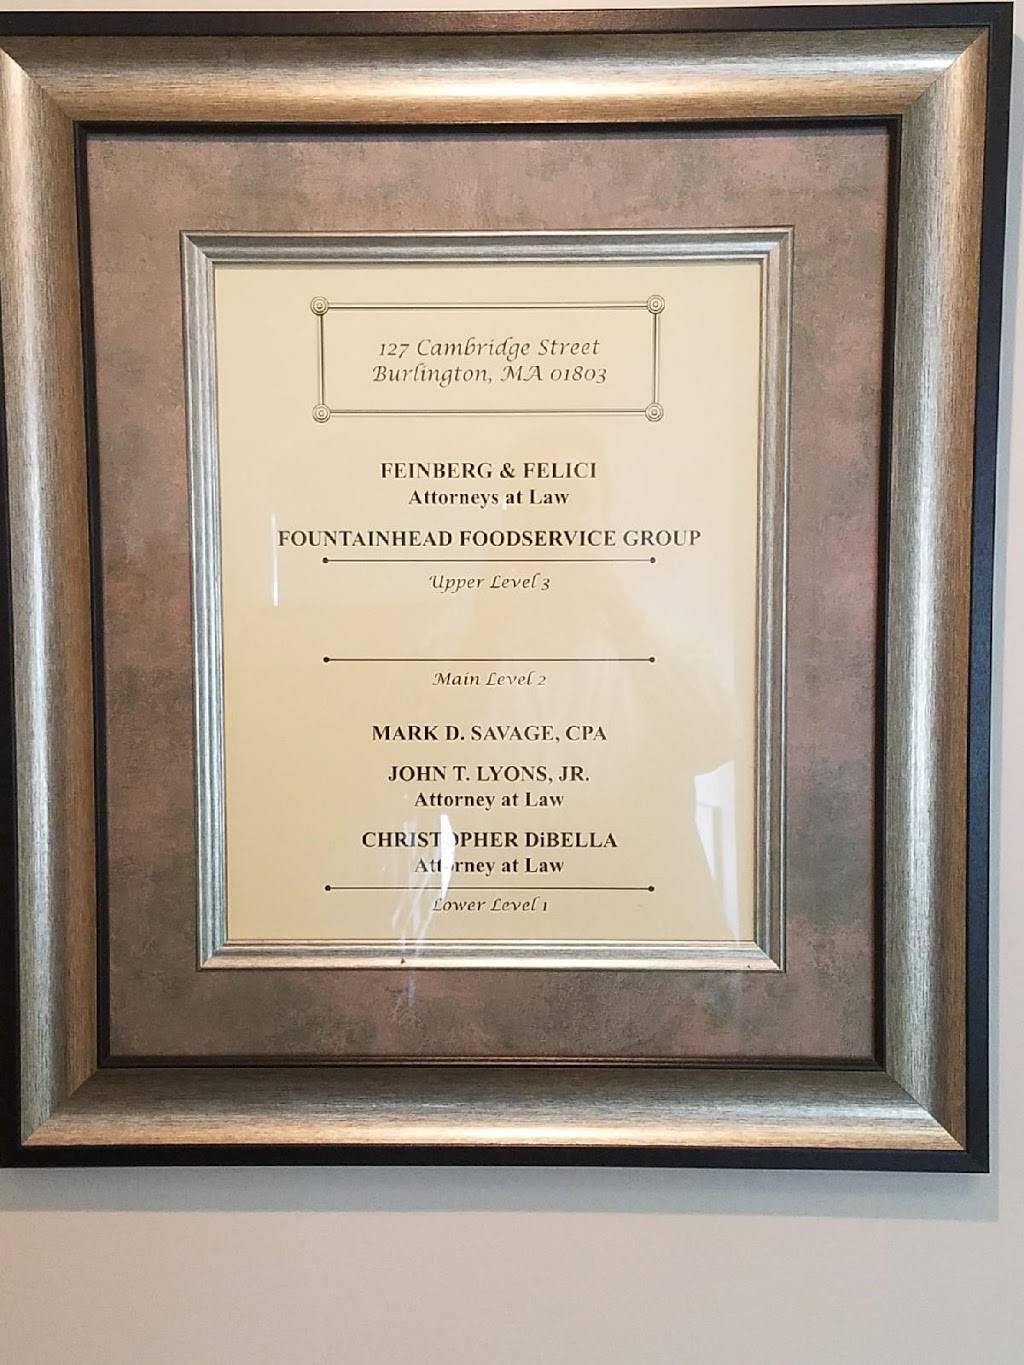 127 Cambridge Street
Burlington, MA 01803
FEINBERG & FELICI
Attorneys at Law
FOUNTAINHEAD FOODSERVICE GROUP
Upper Level 3
Main Level 2
MARK D. SAVAGE, CPA
JOHN T. LYONS, JR.
Attorney at Law
CHRISTOPHER DiBELLA
Attorney at Law
Lower Level 1